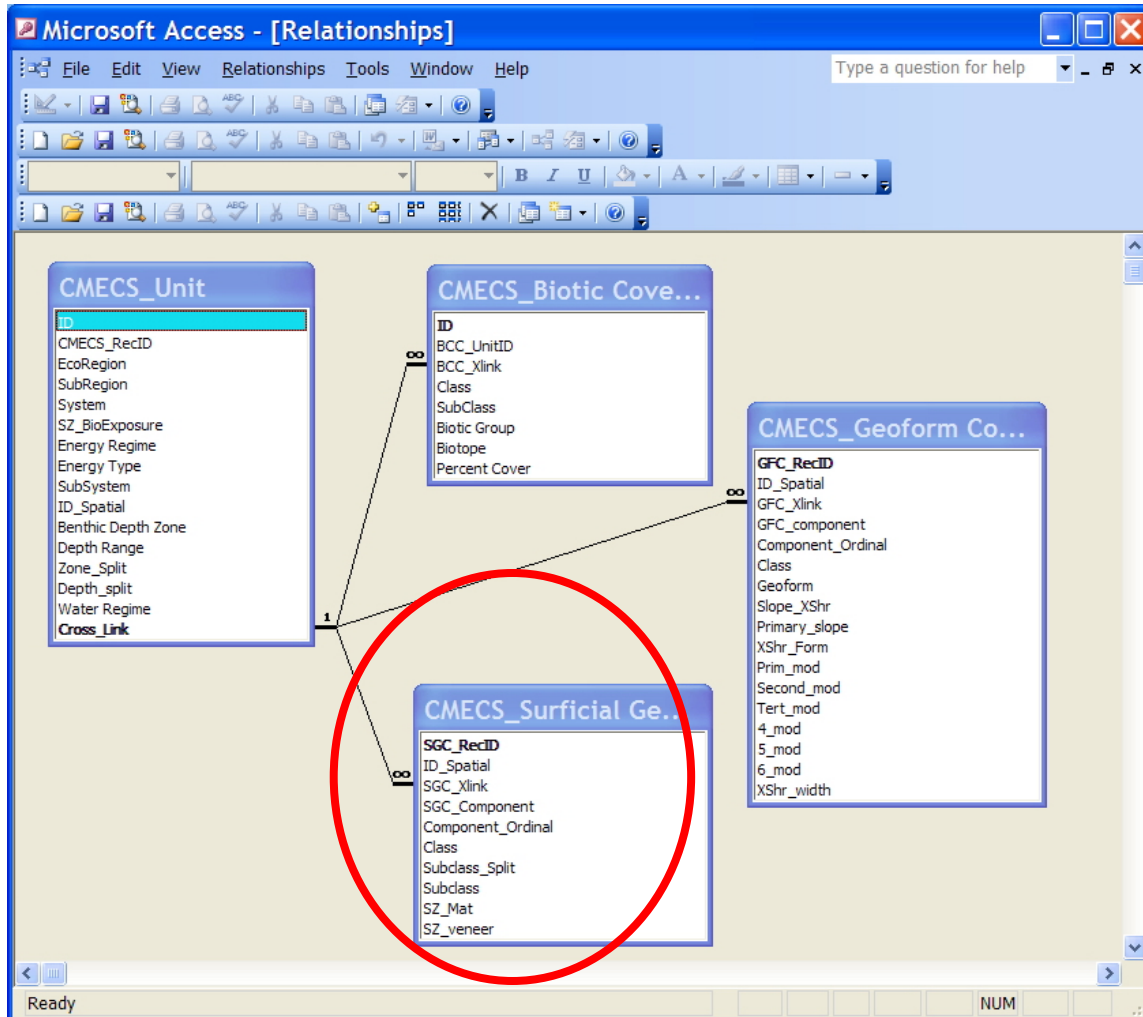 Microsoft Access - [Relationships]
File Edit View Relationships Tools Window Help
Type a question for help
B I U
CMECS_Unit
ID
CMECS_RecID
EcoRegion
SubRegion
System
SZ_BioExposure
Energy Regime
Energy Type
SubSystem
ID_Spatial
Benthic Depth Zone
Depth Range
Zone_Split
Depth_split
Water Regime
Cross_Link
1
CMECS_Biotic Cove...
ID
BCC_UnitID
BCC_Xlink
Class
SubClass
Biotic Group
Biotope
Percent Cover
∞
CMECS_Geoform Co...
GFC_RecID
ID_Spatial
GFC_Xlink
GFC_component
Component_Ordinal
Class
Geoform
Slope_XShr
Primary_slope
XShr_Form
Prim_mod
Second_mod
Tert_mod
4_mod
5_mod
6_mod
XShr_width
∞
CMECS_Surficial Ge...
SGC_RecID
ID_Spatial
SGC_Xlink
SGC_Component
Component_Ordinal
Class
Subclass_Split
Subclass
SZ_Mat
SZ_veneer
∞
Ready
NUM